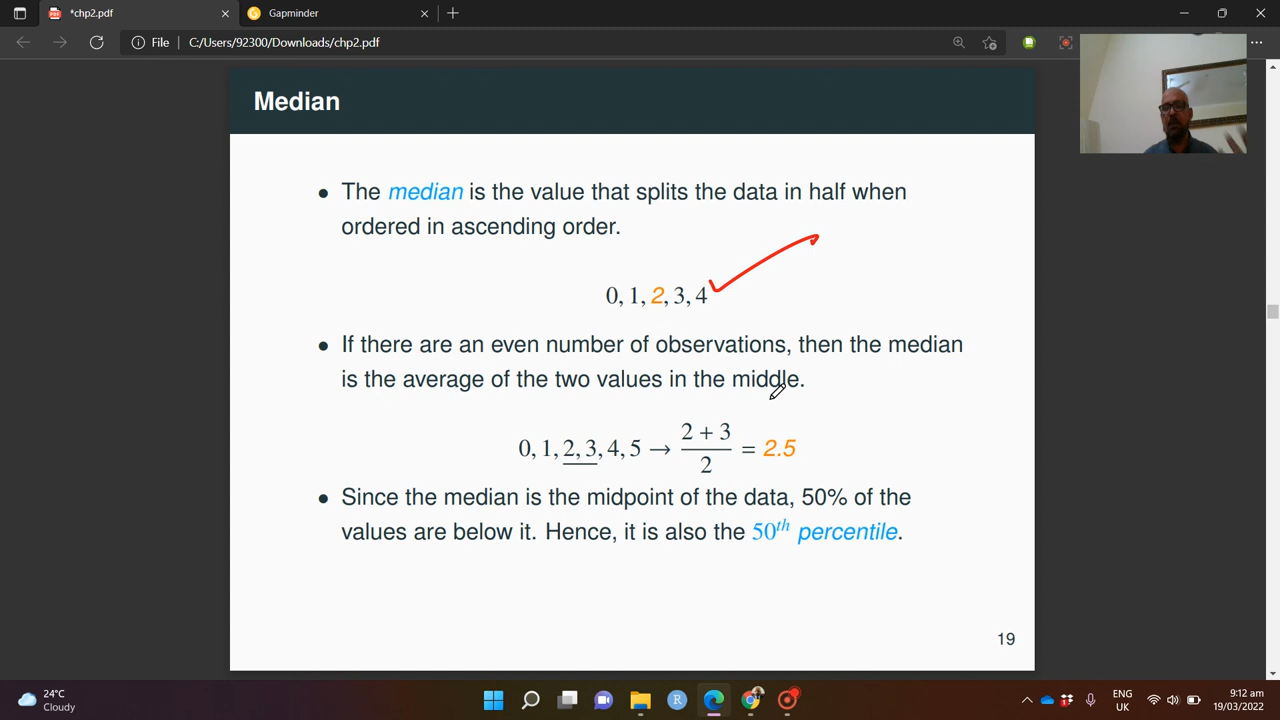 *chp2.pdf
Gapminder
File
C:/Users/92300/Downloads/chp2.pdf
Median
• The median is the value that splits the data in half when
ordered in ascending order.
0, 1, 2, 3, 4
• If there are an even number of observations, then the median
is the average of the two values in the middle.
0, 1, 2, 3, 4, 5 → (2 + 3)/2 = 2.5
• Since the median is the midpoint of the data, 50% of the
values are below it. Hence, it is also the 50th percentile.
19
24°C
Cloudy
R
ENG
UK
9:12 am
19/03/2022